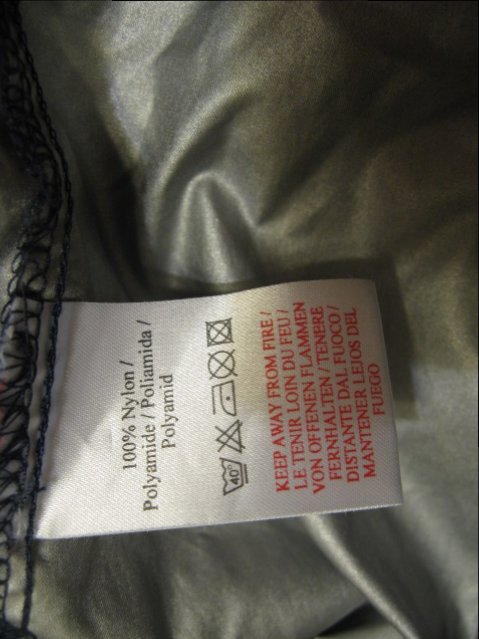 100% Nylon /
Polyamide / Poliamida /
Polyamid
40°
KEEP AWAY FROM FIRE /
LE TENIR LOIN DU FEU /
VON OFFENEN FLAMMEN
FERNHALTEN / TENERE
DISTANTE DAL FUOCO /
MANTENER LEJOS DEL
FUEGO